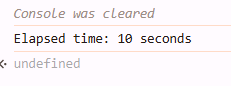 Console was cleared
Elapsed time: 10 seconds
undefined